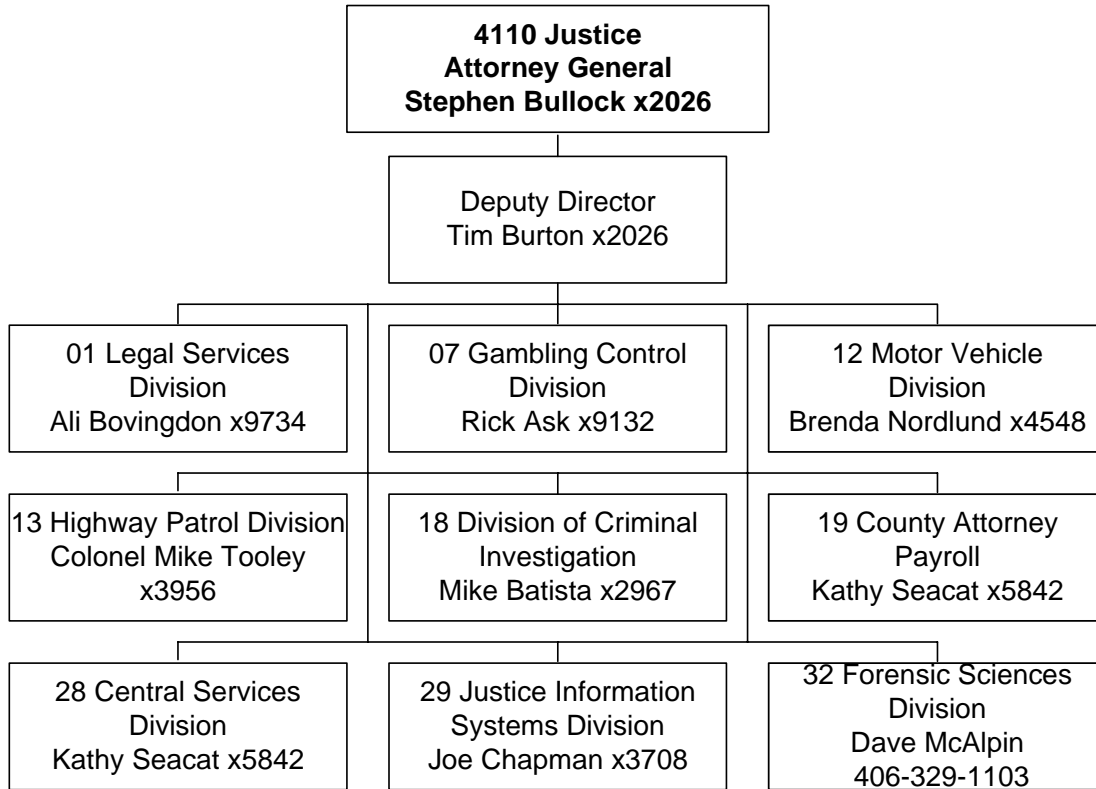 4110 Justice
Attorney General
Stephen Bullock x2026
Deputy Director
Tim Burton x2026
01 Legal Services
Division
Ali Bovingdon x9734
07 Gambling Control
Division
Rick Ask x9132
12 Motor Vehicle
Division
Brenda Nordlund x4548
13 Highway Patrol Division
Colonel Mike Tooley
x3956
18 Division of Criminal
Investigation
Mike Batista x2967
19 County Attorney
Payroll
Kathy Seacat x5842
28 Central Services
Division
Kathy Seacat x5842
29 Justice Information
Systems Division
Joe Chapman x3708
32 Forensic Sciences
Division
Dave McAlpin
406-329-1103